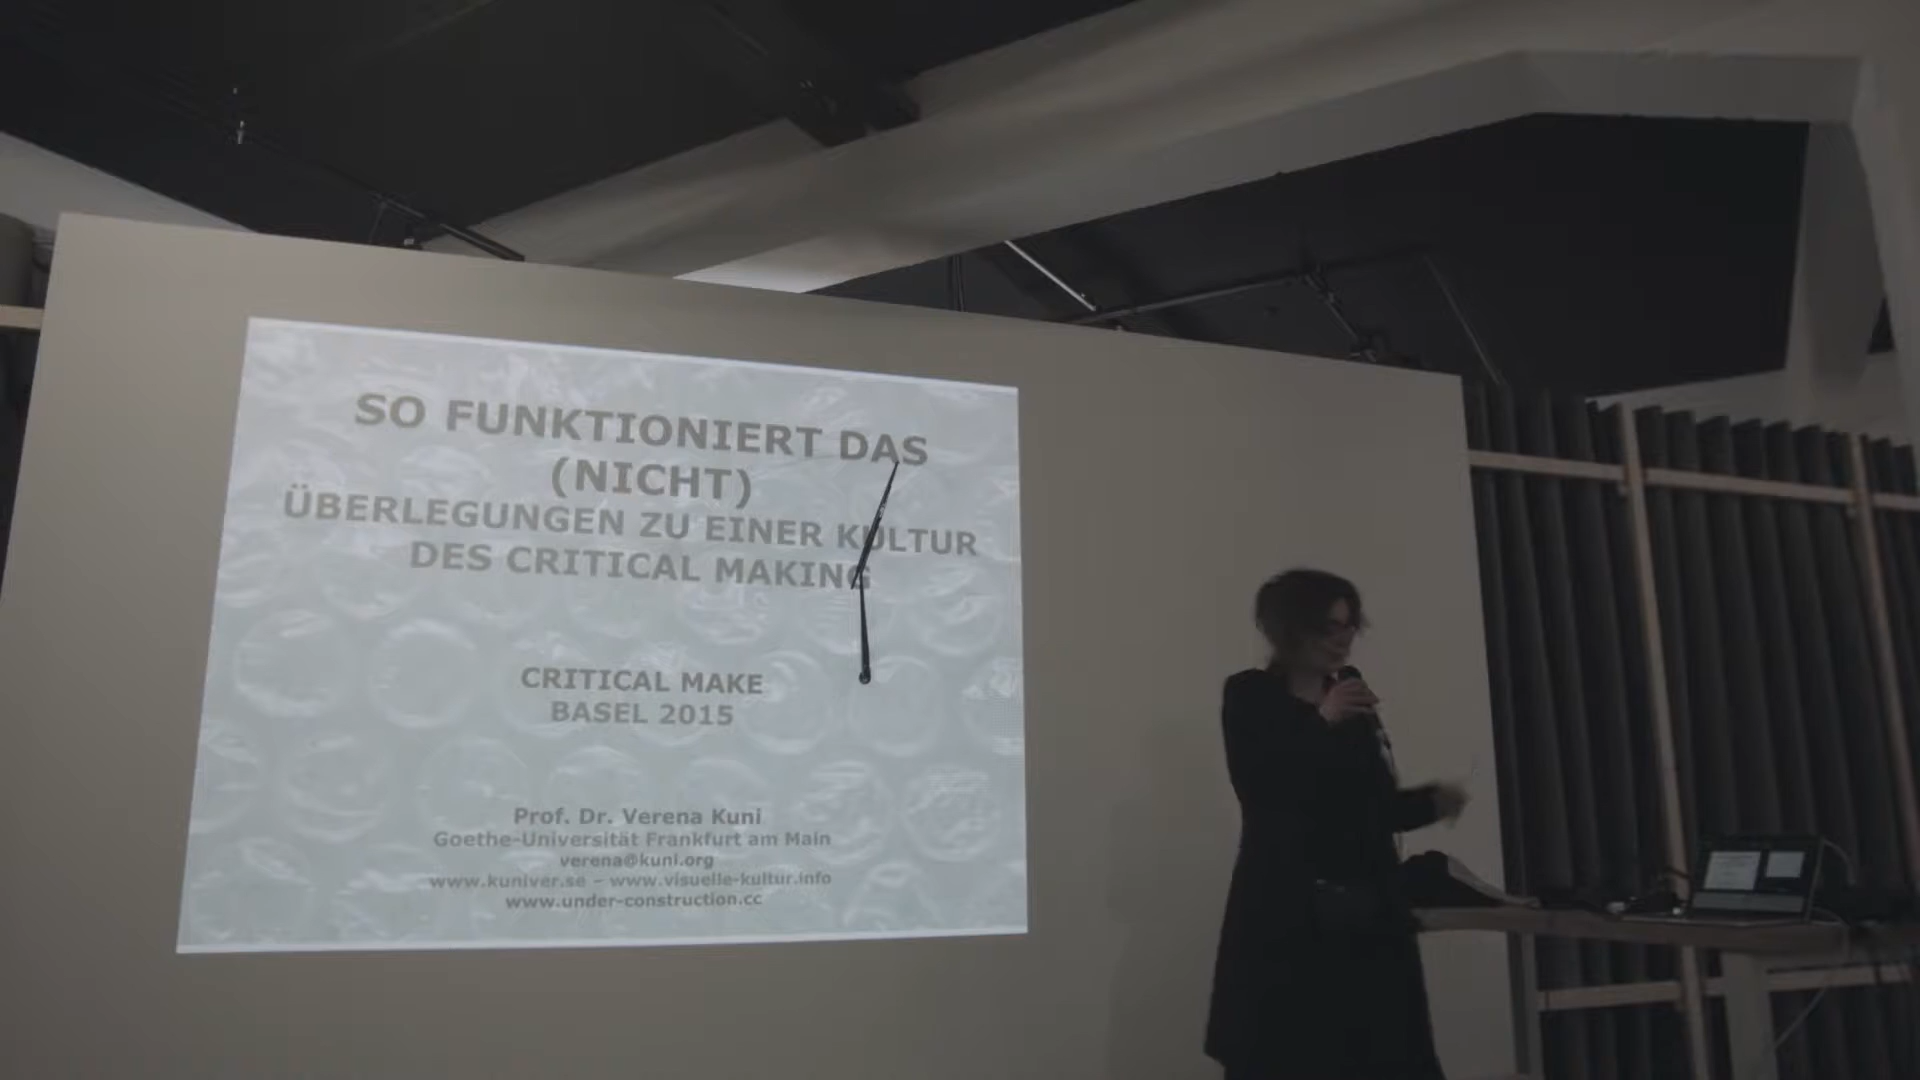 SO FUNKTIONIERT DAS
(NICHT)
ÜBERLEGUNGEN ZU EINER KULTUR
DES CRITICAL MAKING
CRITICAL MAKE
BASEL 2015
Prof. Dr. Verena Kuni
Goethe-Universität Frankfurt am Main
verena@kuni.org
www.kuniver.se – www.visuelle-kultur.info
www.under-construction.cc